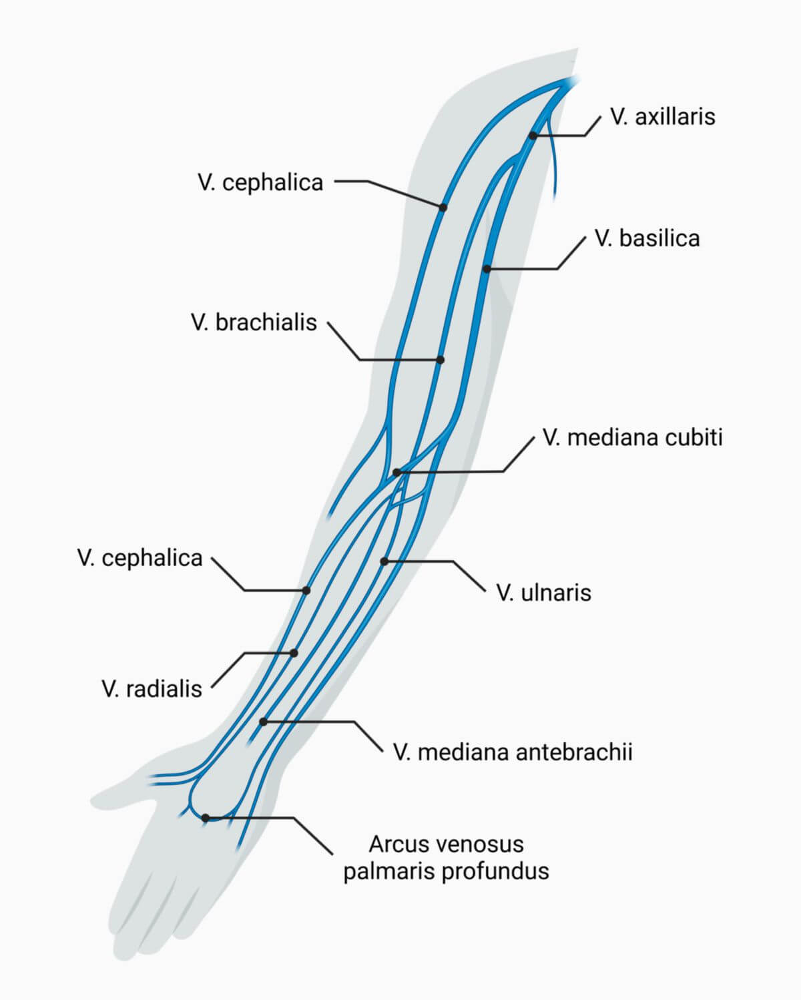 V. axillaris
V. cephalica
V. basilica
V. brachialis
V. mediana cubiti
V. cephalica
V. ulnaris
V. radialis
V. mediana antebrachii
Arcus venosus
palmaris profundus